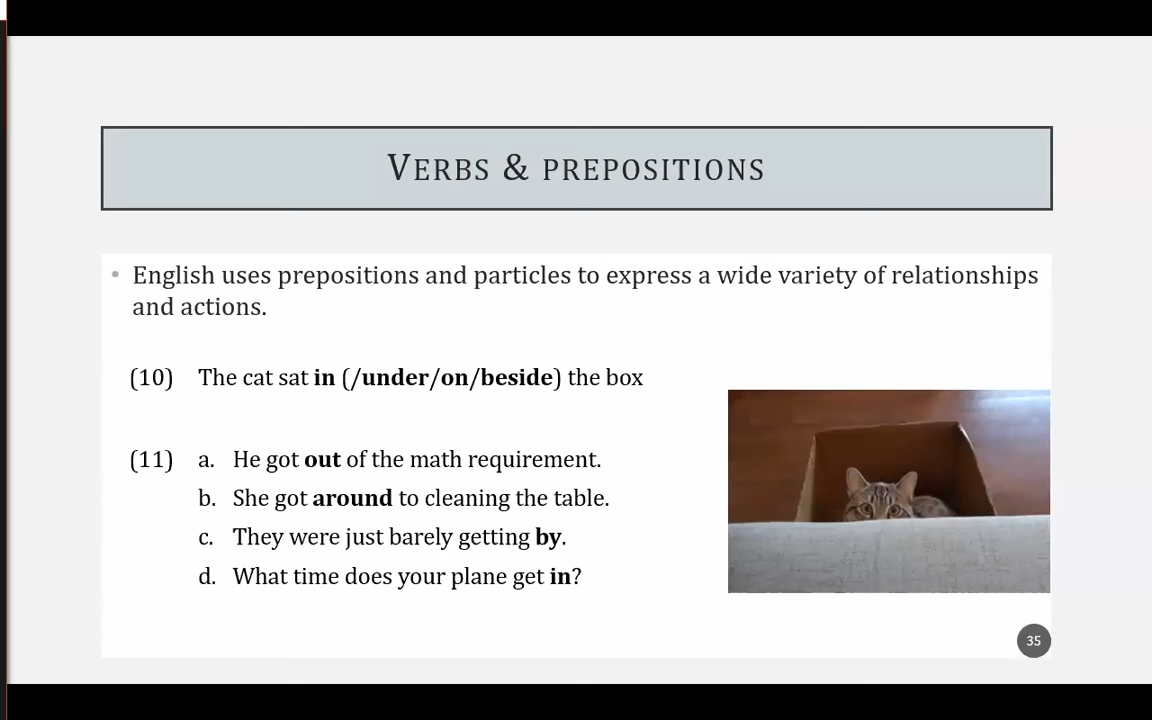 VERBS & PREPOSITIONS
• English uses prepositions and particles to express a wide variety of relationships
and actions.
(10) The cat sat in (/under/on/beside) the box
(11) a. He got out of the math requirement.
b. She got around to cleaning the table.
c. They were just barely getting by.
d. What time does your plane get in?
35